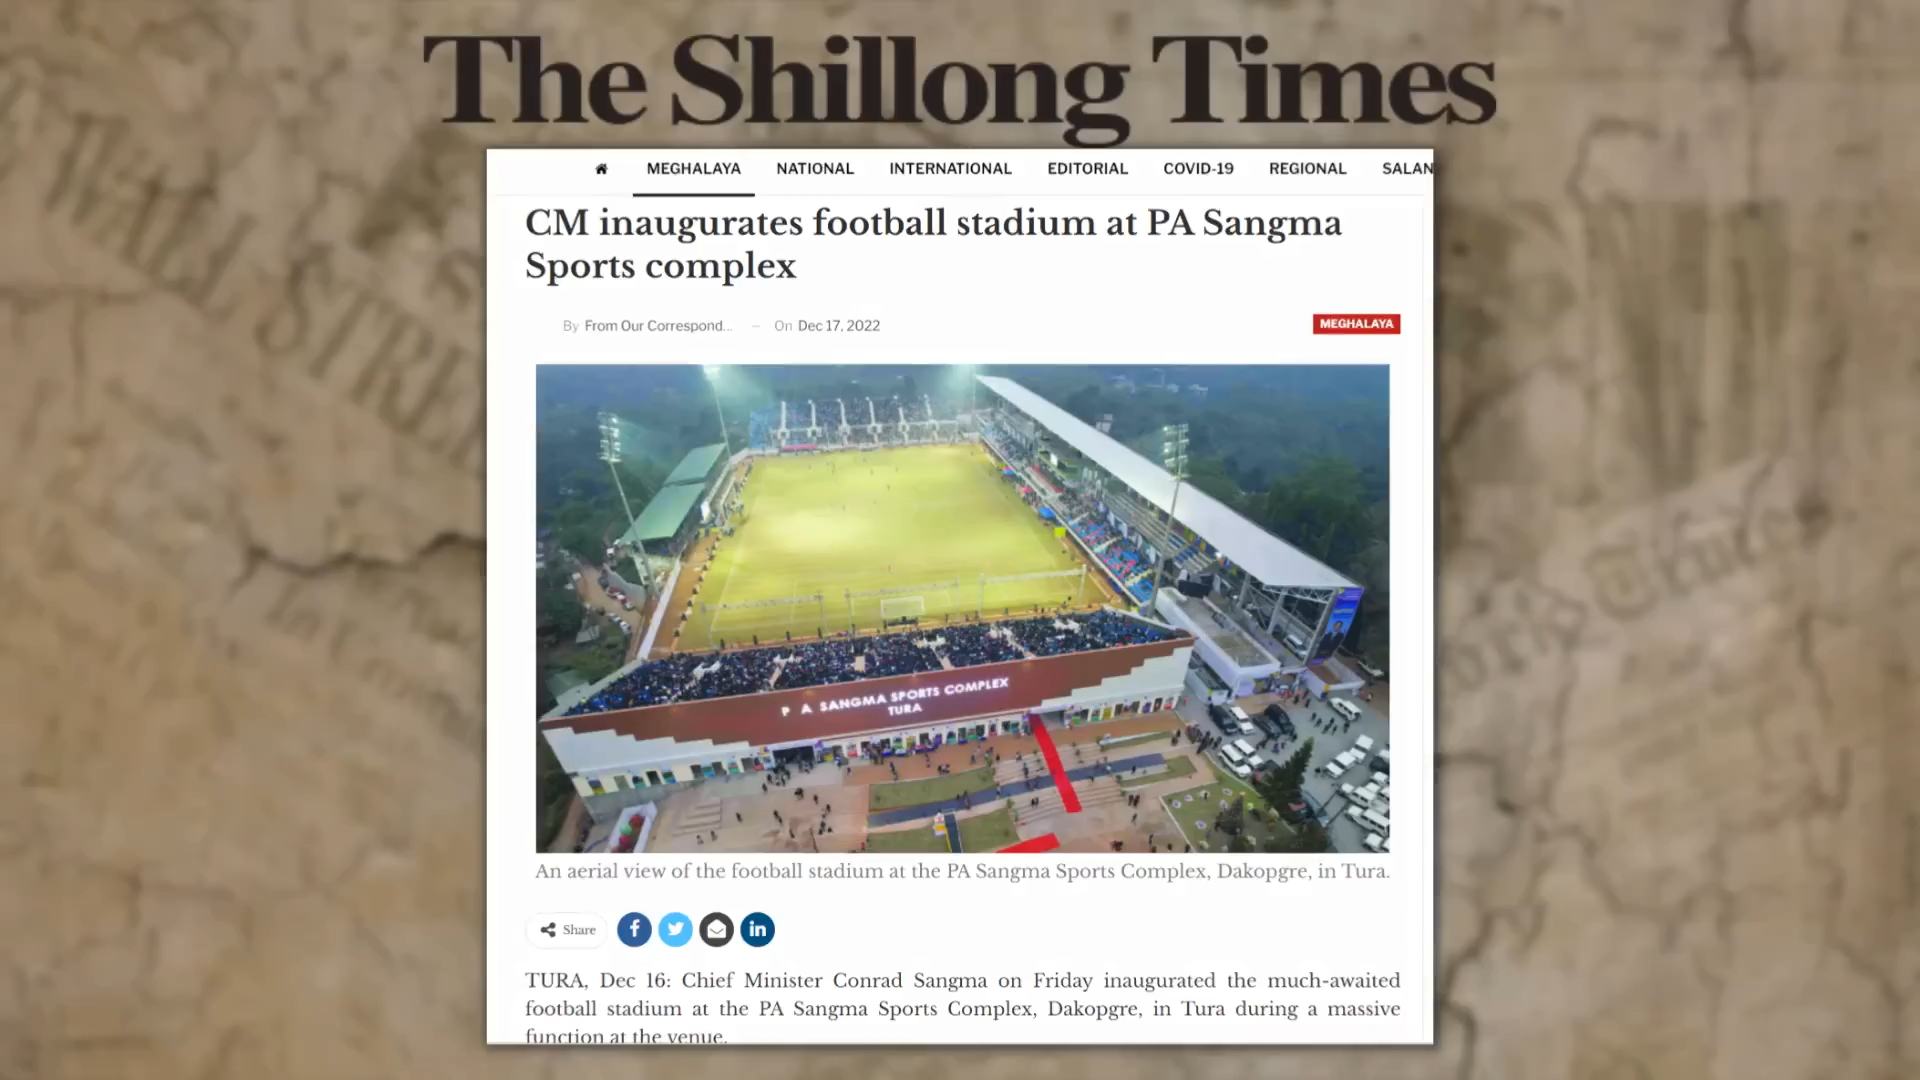 The Shillong Times
MEGHALAYA NATIONAL INTERNATIONAL EDITORIAL COVID-19 REGIONAL SALAN
CM inaugurates football stadium at PA Sangma
Sports complex
By From Our Correspond... – On Dec 17, 2022
MEGHALAYA
P A SANGMA SPORTS COMPLEX
TURA
An aerial view of the football stadium at the PA Sangma Sports Complex, Dakopgre, in Tura.
Share
TURA, Dec 16: Chief Minister Conrad Sangma on Friday inaugurated the much-awaited
football stadium at the PA Sangma Sports Complex, Dakopgre, in Tura during a massive
function at the venue.
WALL STREE